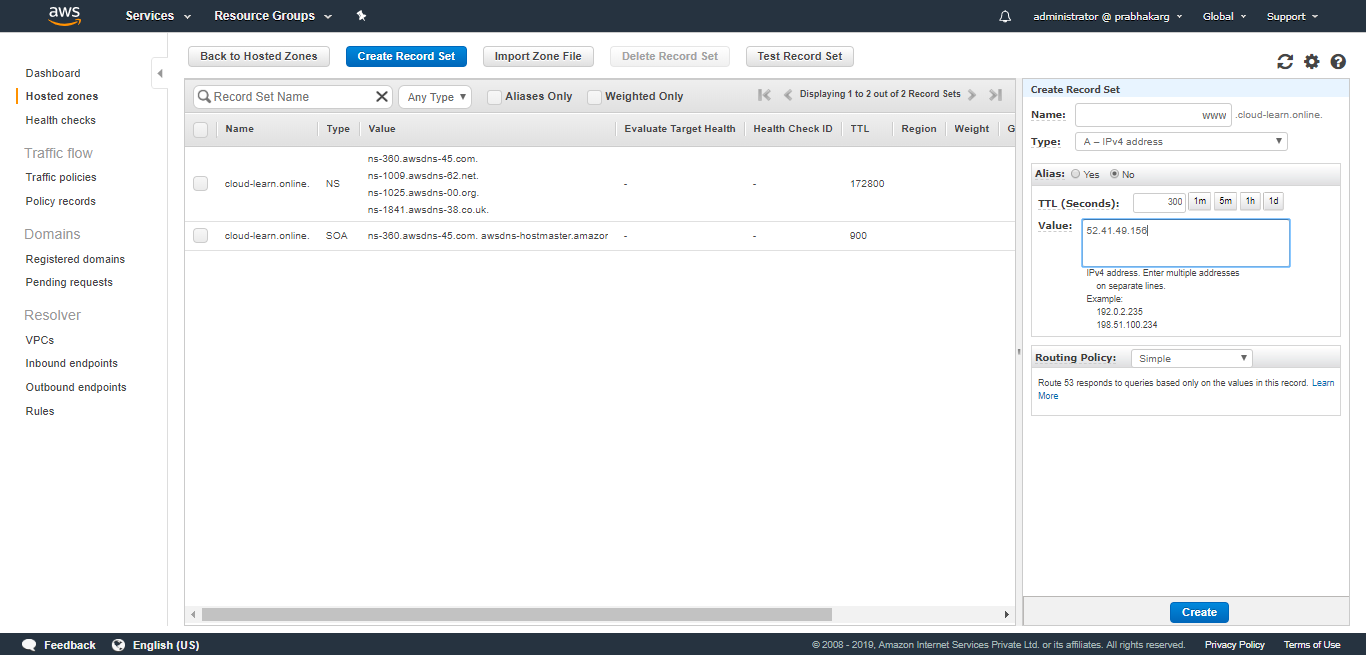 aws
Services
Resource Groups
administrator @ prabhakarg
Global
Support
Dashboard
Hosted zones
Health checks
Traffic flow
Traffic policies
Policy records
Domains
Registered domains
Pending requests
Resolver
VPCs
Inbound endpoints
Outbound endpoints
Rules
Back to Hosted Zones
Create Record Set
Import Zone File
Delete Record Set
Test Record Set
Record Set Name
Any Type
Aliases Only
Weighted Only
Displaying 1 to 2 out of 2 Record Sets
Name Type Value Evaluate Target Health Health Check ID TTL Region Weight G
ns-360.awsdns-45.com.
ns-1009.awsdns-62.net.
cloud-learn.online. NS - - 172800
ns-1025.awsdns-00.org.
ns-1841.awsdns-38.co.uk.
cloud-learn.online. SOA ns-360.awsdns-45.com. awsdns-hostmaster.amazor - - 900
Create Record Set
Name: www .cloud-learn.online.
Type: A – IPv4 address
Alias: Yes No
TTL (Seconds): 300 1m 5m 1h 1d
Value: 52.41.49.156
IPv4 address. Enter multiple addresses
on separate lines.
Example:
192.0.2.235
198.51.100.234
Routing Policy: Simple
Route 53 responds to queries based only on the values in this record. Learn
More
Create
Feedback
English (US)
© 2008 - 2019, Amazon Internet Services Private Ltd. or its affiliates. All rights reserved.
Privacy Policy
Terms of Use